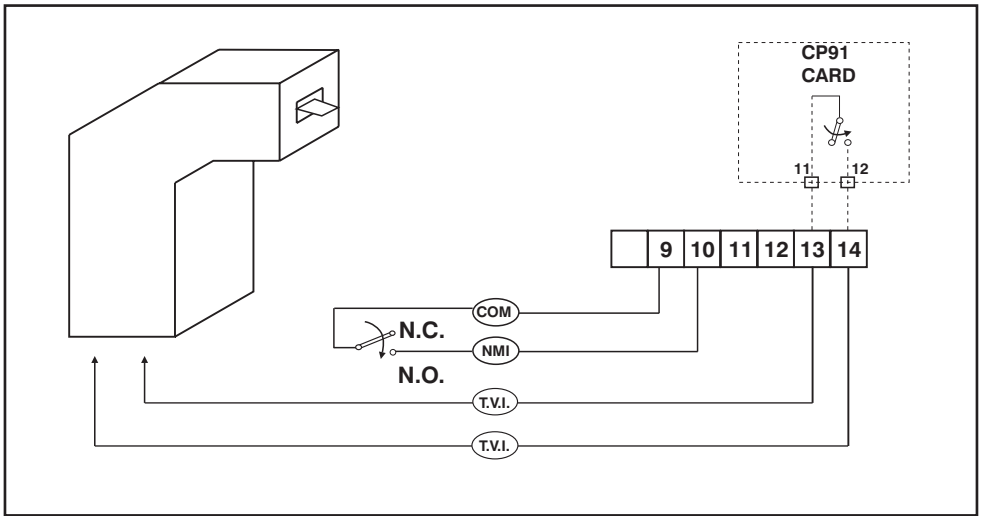 CP91
CARD
11 12
9 10 11 12 13 14
COM
N.C.
NMI
N.O.
T.V.I.
T.V.I.